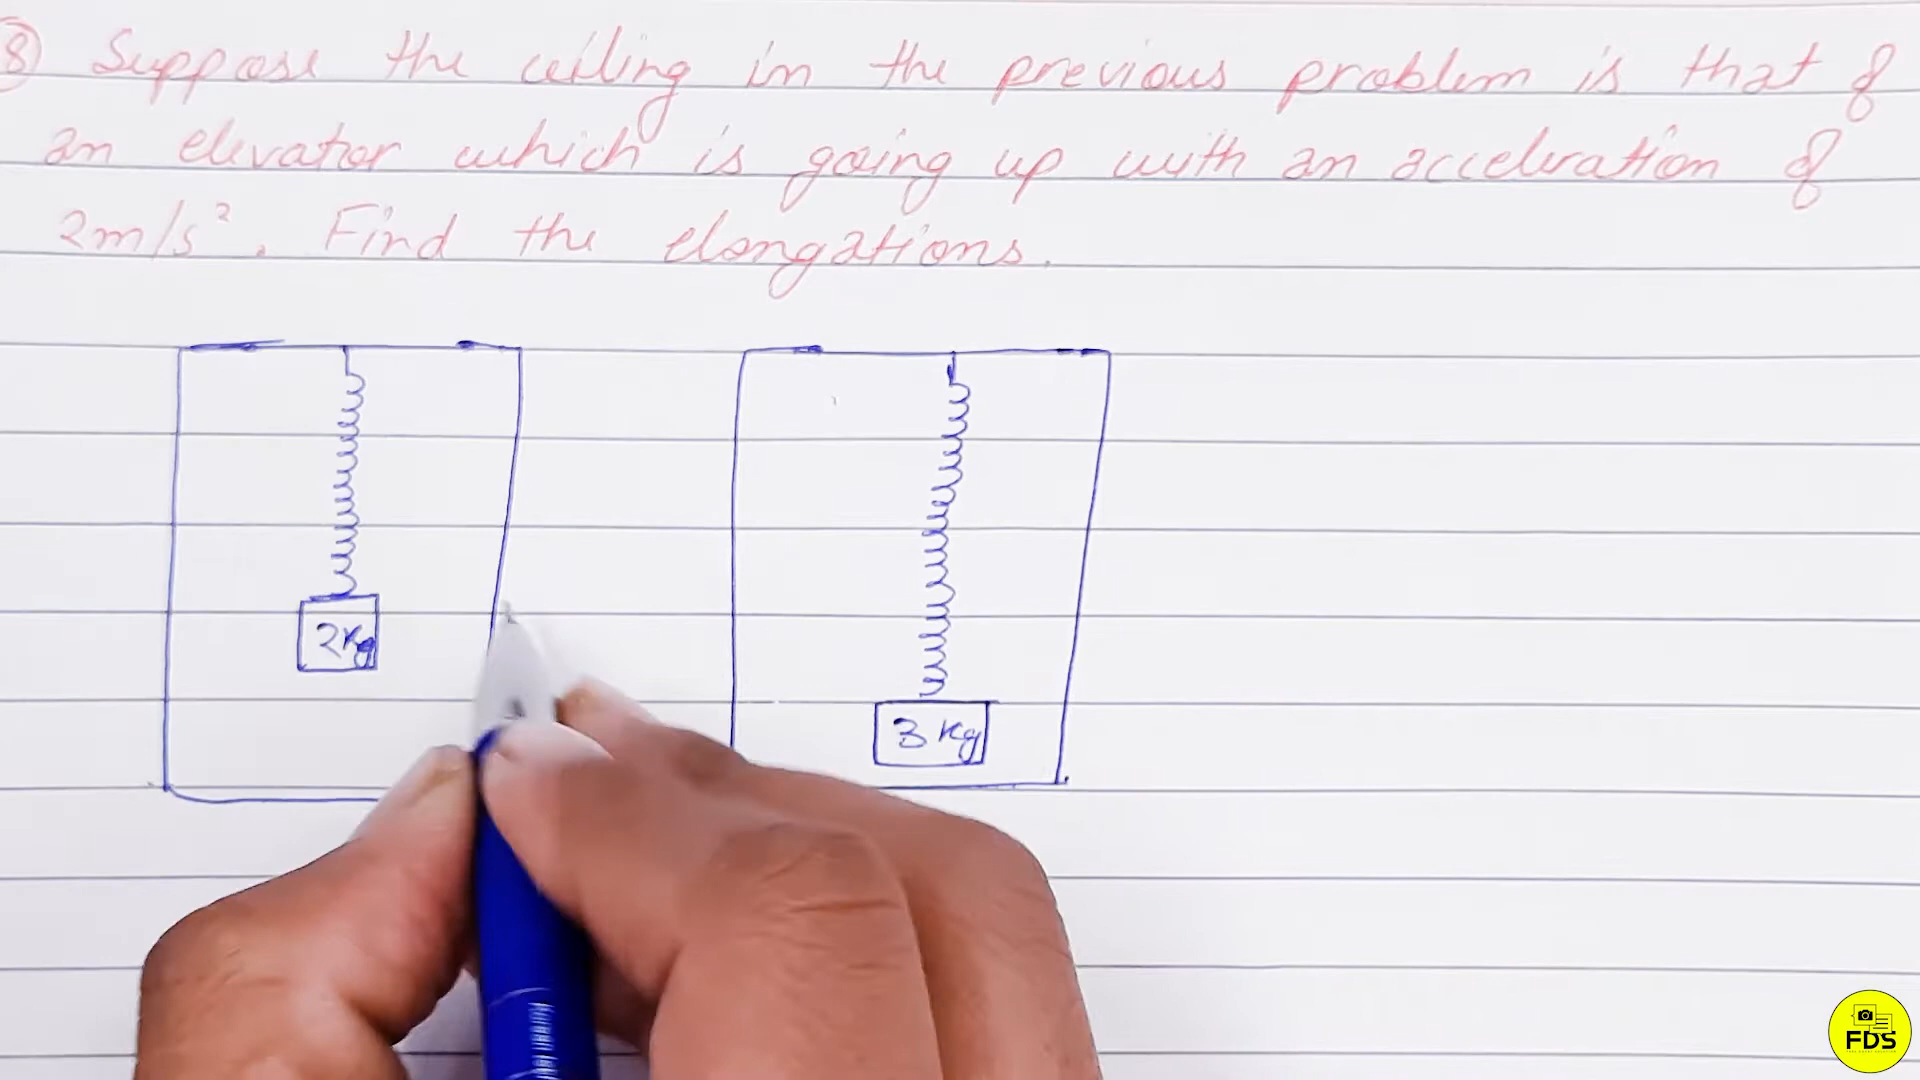 8 Suppose the ceiling in the previous problem is that of
an elevator which is going up with an acceleration of
2m/s². Find the elongations.
2Kg
3Kg
FDS